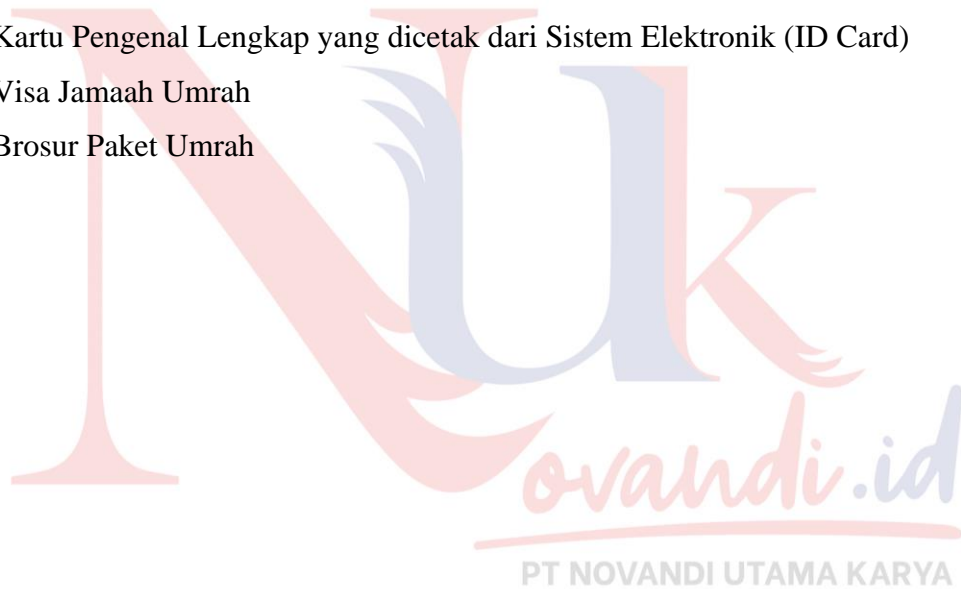 Kartu Pengenal Lengkap yang dicetak dari Sistem Elektronik (ID Card)
Visa Jamaah Umrah
Brosur Paket Umrah
Nuk
ovandi.id
PT NOVANDI UTAMA KARYA